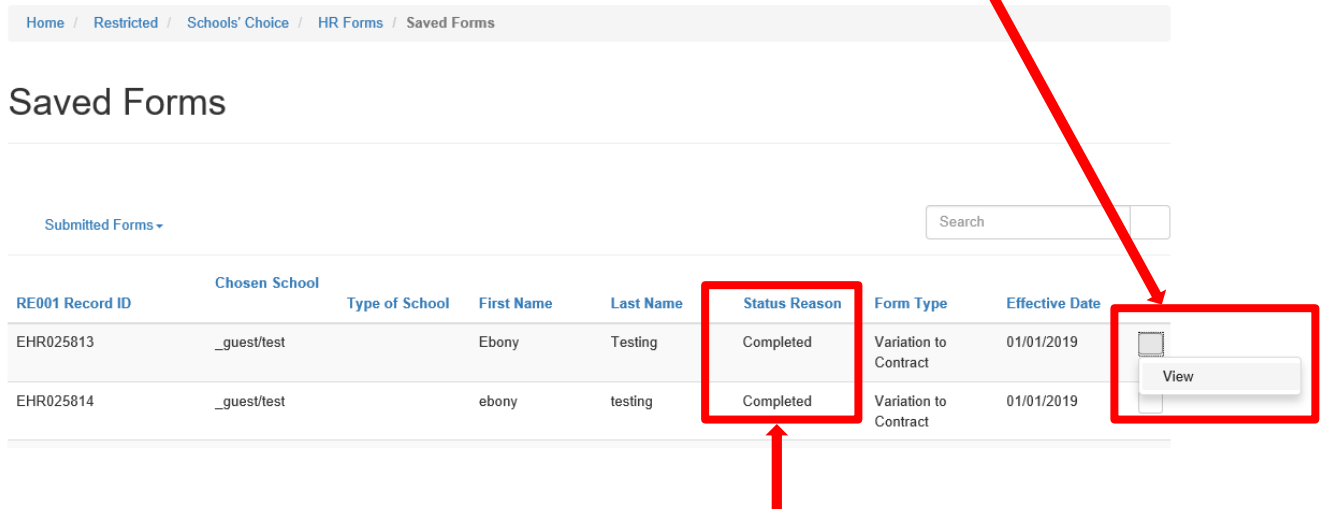 Home / Restricted / Schools' Choice / HR Forms / Saved Forms
Saved Forms
Submitted Forms
Search
RE001 Record ID Chosen School Type of School First Name Last Name Status Reason Form Type Effective Date
EHR025813 _guest/test Ebony Testing Completed Variation to Contract 01/01/2019
View
EHR025814 _guest/test ebony testing Completed Variation to Contract 01/01/2019